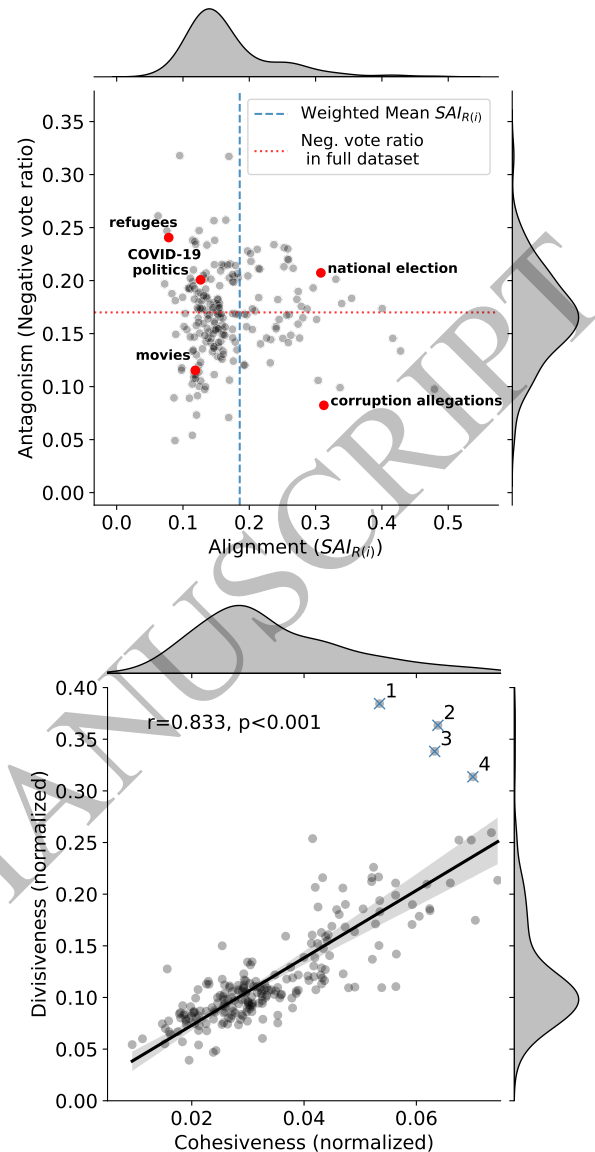 Weighted Mean SAI_R(i)
Neg. vote ratio
in full dataset
0.35
0.30
0.25
0.20
0.15
0.10
0.05
0.00
Antagonism (Negative vote ratio)
refugees
COVID-19
politics
national election
movies
corruption allegations
0.0 0.1 0.2 0.3 0.4 0.5
Alignment (SAI_R(i))
MANUSCRIPT
0.40
0.35
0.30
0.25
0.20
0.15
0.10
0.05
0.00
Divisiveness (normalized)
r=0.833, p<0.001
1
2
3
4
0.02 0.04 0.06
Cohesiveness (normalized)